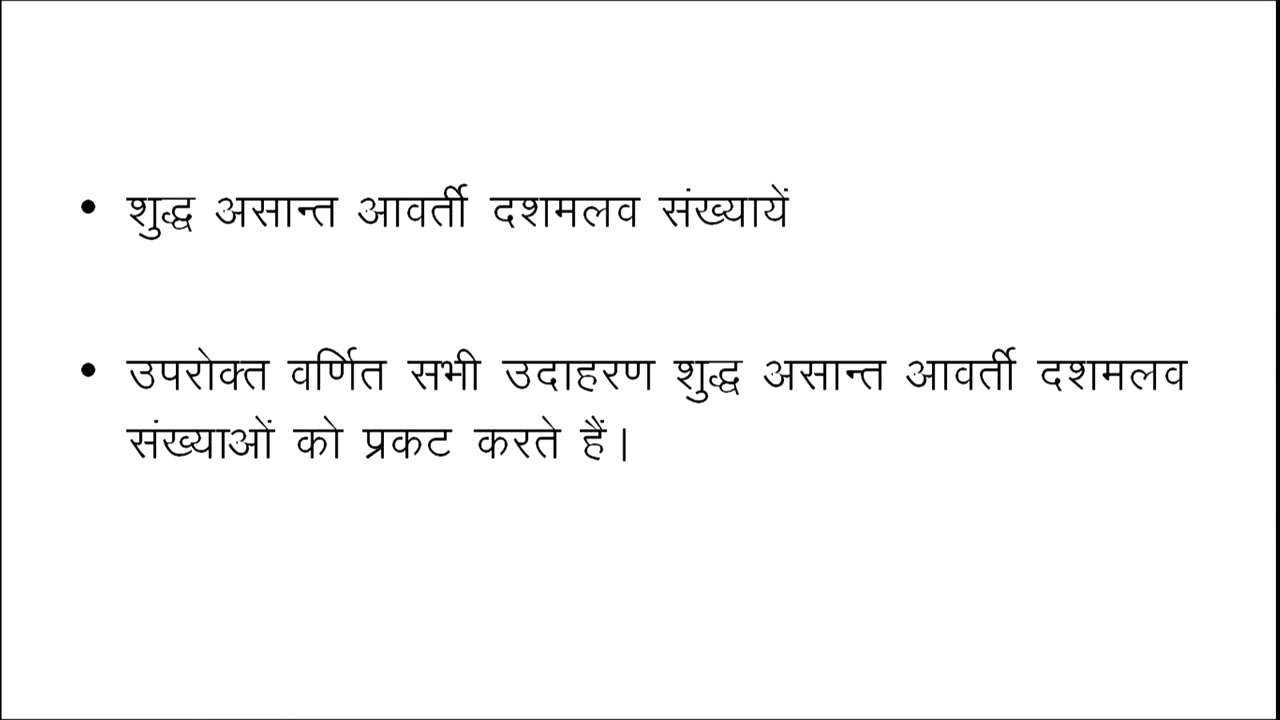 • शुद्ध असान्त आवर्ती दशमलव संख्यायें
• उपरोक्त वर्णित सभी उदाहरण शुद्ध असान्त आवर्ती दशमलव
संख्याओं को प्रकट करते हैं।